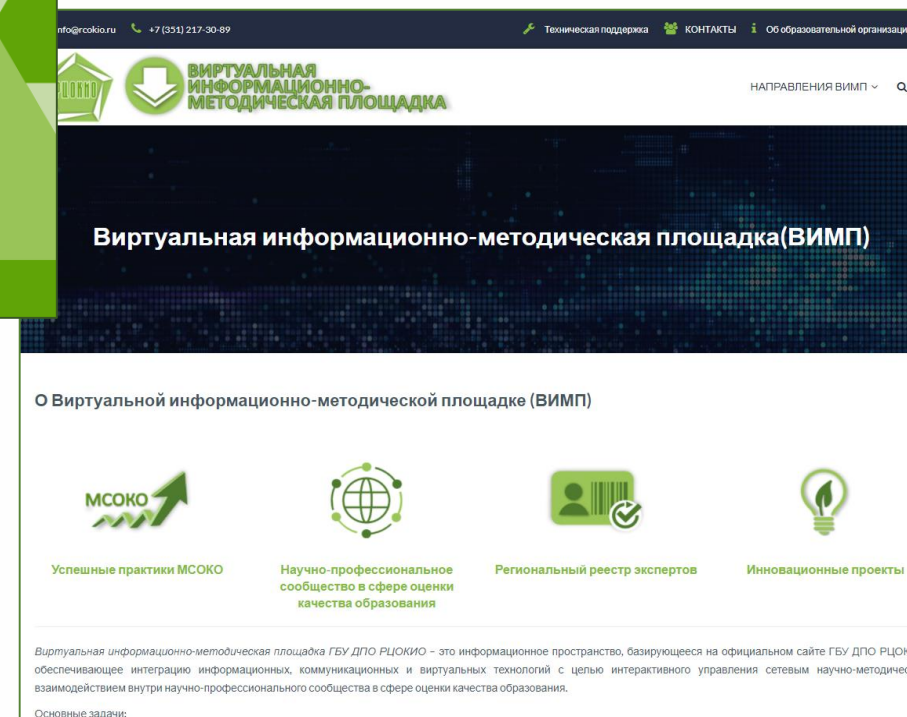 nfo@rcokio.ru +7 (351) 217-30-89 Техническая поддержка КОНТАКТЫ Об образовательной организаци
РЦОКИО
ВИРТУАЛЬНАЯ
ИНФОРМАЦИОННО-
МЕТОДИЧЕСКАЯ ПЛОЩАДКА
НАПРАВЛЕНИЯ ВИМП
Виртуальная информационно-методическая площадка(ВИМП)
О Виртуальной информационно-методической площадке (ВИМП)
МСОКО
Успешные практики МСОКО
Научно-профессиональное
сообщество в сфере оценки
качества образования
Региональный реестр экспертов
Инновационные проекты
Виртуальная информационно-методическая площадка ГБУ ДПО РЦОКИО – это информационное пространство, базирующееся на официальном сайте ГБУ ДПО РЦОК
обеспечивающее интеграцию информационных, коммуникационных и виртуальных технологий с целью интерактивного управления сетевым научно-методичес
взаимодействием внутри научно-профессионального сообщества в сфере оценки качества образования.
Основные задачи: